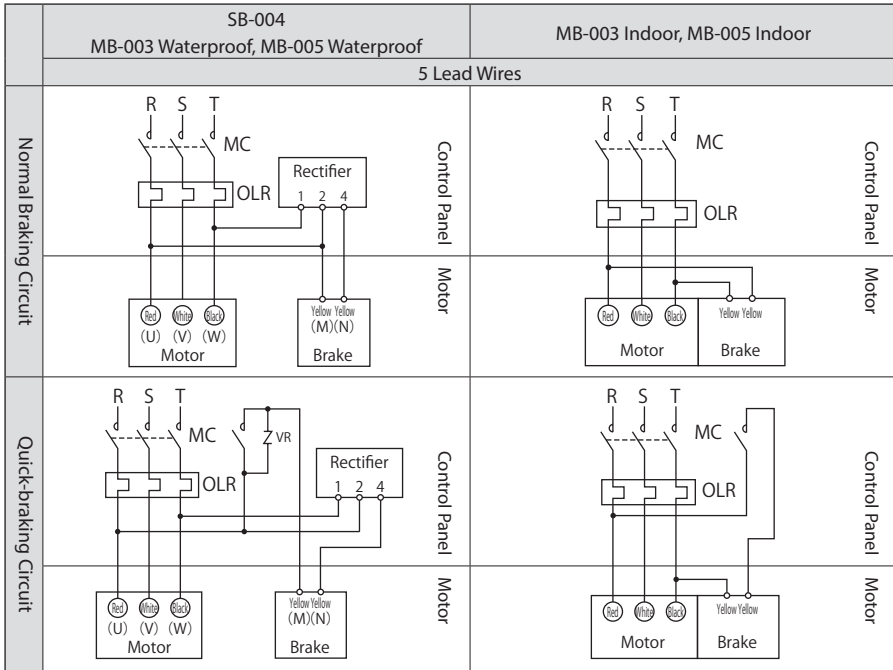 SB-004
MB-003 Waterproof, MB-005 Waterproof
MB-003 Indoor, MB-005 Indoor
5 Lead Wires
Normal Braking Circuit
R S T
MC
OLR
Rectifier
1 2 4
Control Panel
Motor
Red White Black
(U) (V) (W)
Motor
Yellow Yellow
(M)(N)
Brake
R S T
MC
OLR
Control Panel
Motor
Red White Black
Motor
Yellow Yellow
Brake
Quick-braking Circuit
R S T
MC
VR
OLR
Rectifier
1 2 4
Control Panel
Motor
Red White Black
(U) (V) (W)
Motor
Yellow Yellow
(M)(N)
Brake
R S T
MC
OLR
Control Panel
Motor
Red White Black
Motor
Yellow Yellow
Brake